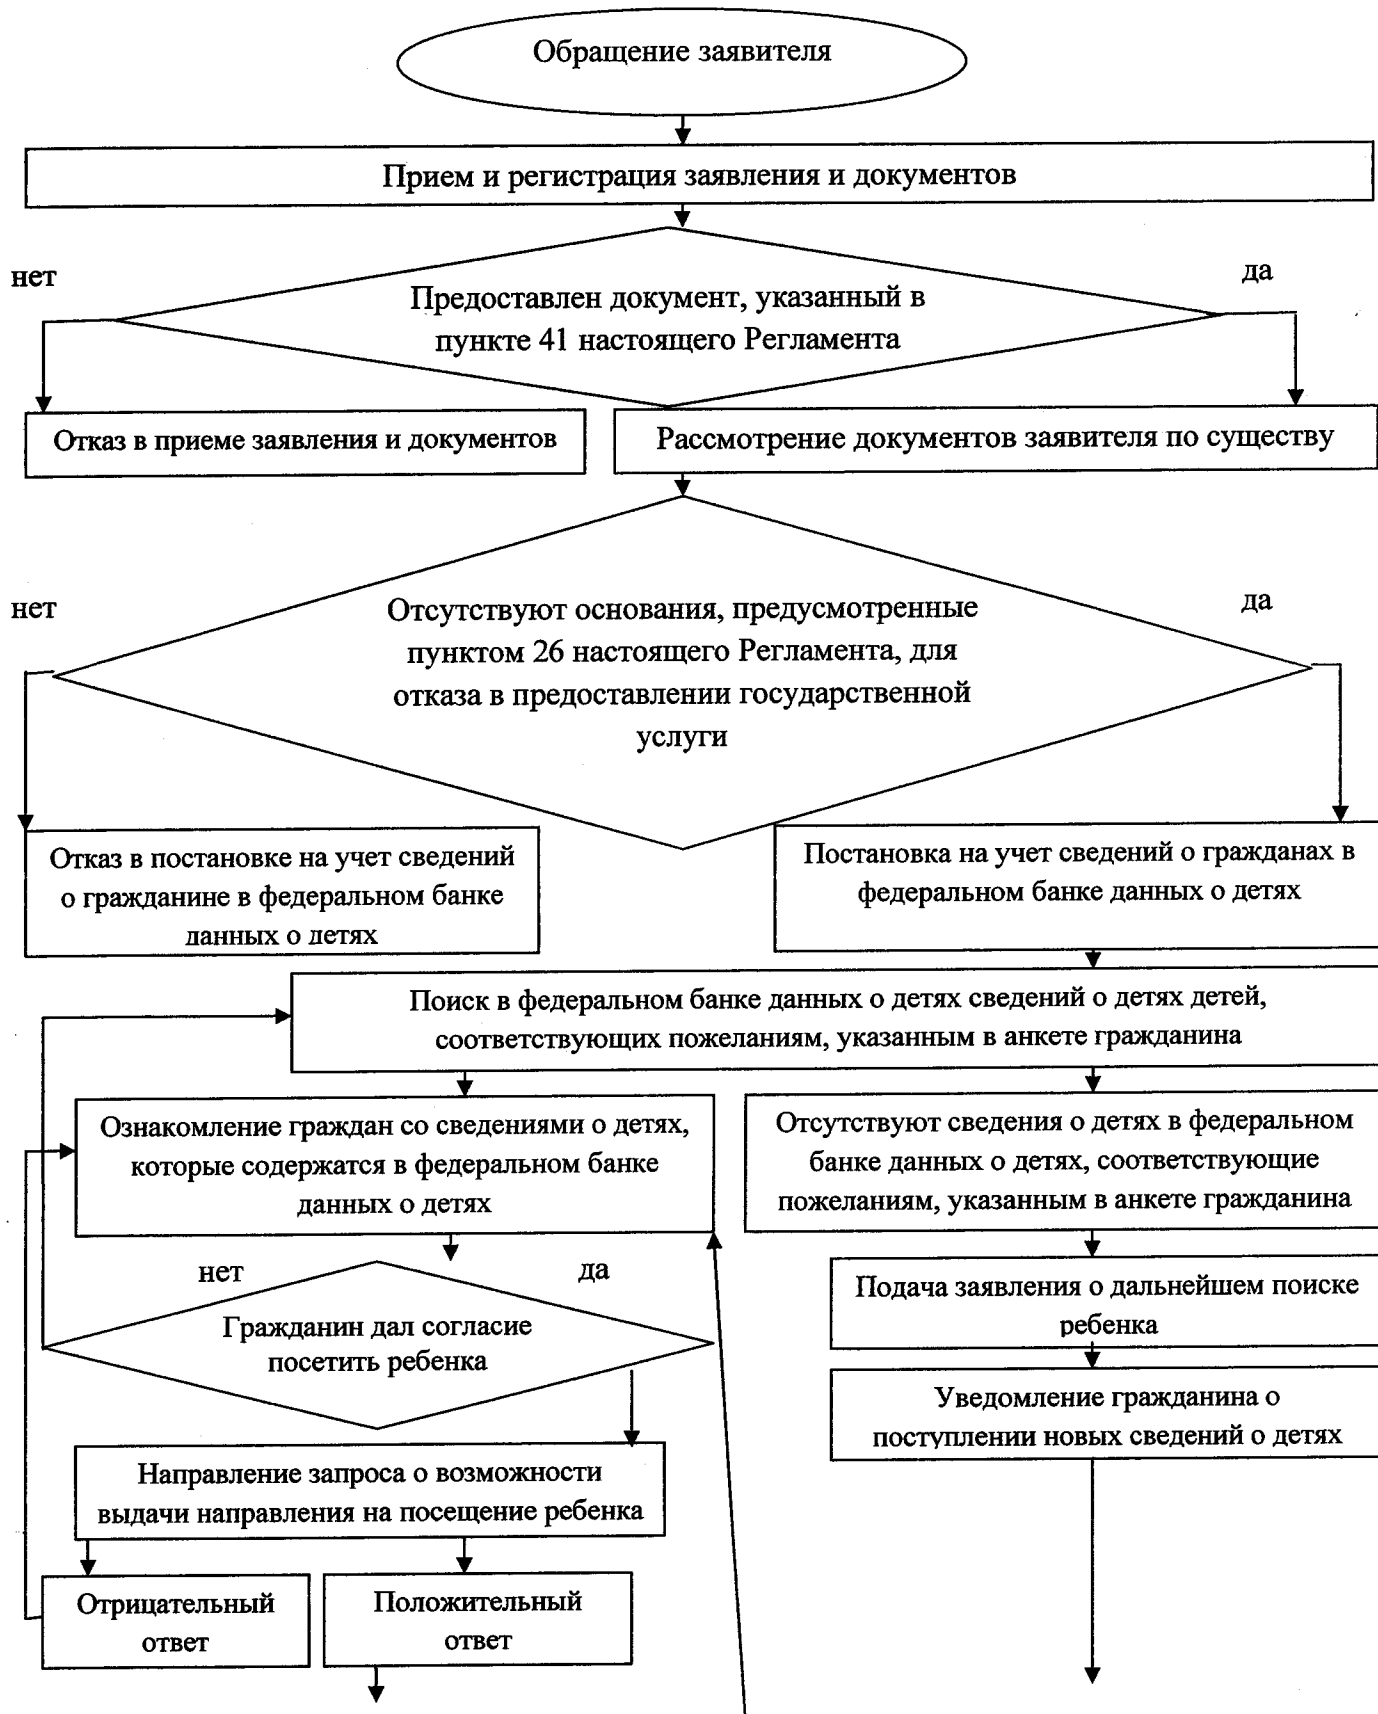 Обращение заявителя
Прием и регистрация заявления и документов
нет
да
Предоставлен документ, указанный в
пункте 41 настоящего Регламента
Отказ в приеме заявления и документов
Рассмотрение документов заявителя по существу
нет
да
Отсутствуют основания, предусмотренные
пунктом 26 настоящего Регламента, для
отказа в предоставлении государственной
услуги
Отказ в постановке на учет сведений
о гражданине в федеральном банке
данных о детях
Постановка на учет сведений о гражданах в
федеральном банке данных о детях
Поиск в федеральном банке данных о детях сведений о детях детей,
соответствующих пожеланиям, указанным в анкете гражданина
Ознакомление граждан со сведениями о детях,
которые содержатся в федеральном банке
данных о детях
Отсутствуют сведения о детях в федеральном
банке данных о детях, соответствующие
пожеланиям, указанным в анкете гражданина
нет
да
Гражданин дал согласие
посетить ребенка
Подача заявления о дальнейшем поиске
ребенка
Уведомление гражданина о
поступлении новых сведений о детях
Направление запроса о возможности
выдачи направления на посещение ребенка
Отрицательный
ответ
Положительный
ответ